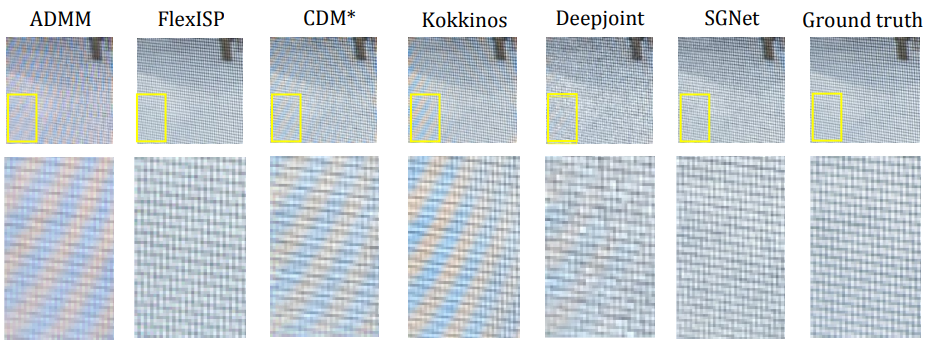 ADMM FlexISP CDM* Kokkinos Deepjoint SGNet Ground truth